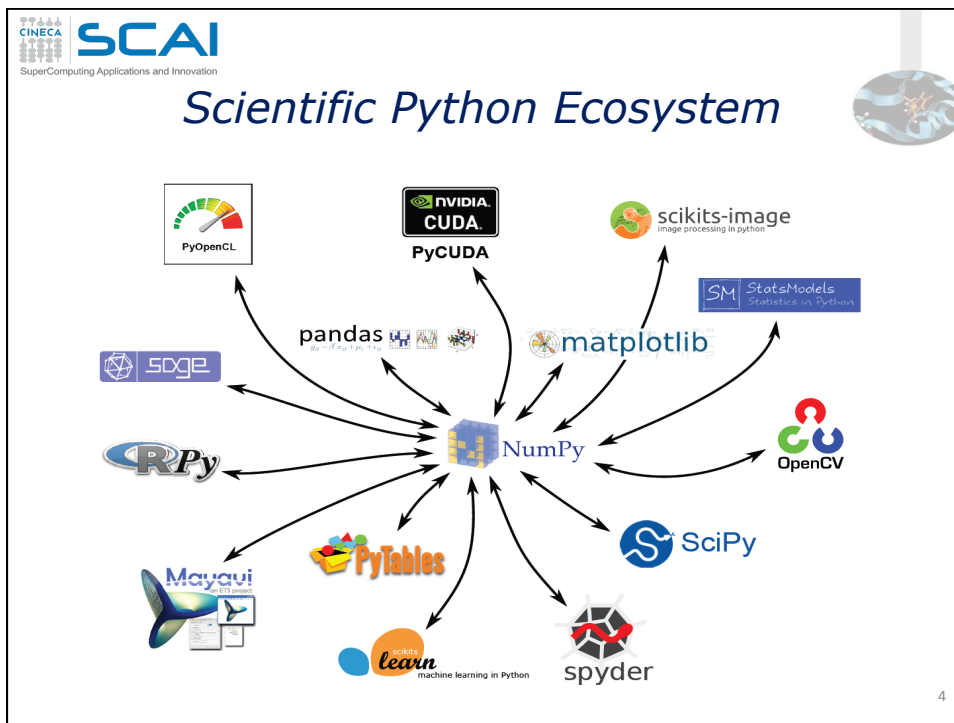 CINECA
SCAI
SuperComputing Applications and Innovation
Scientific Python Ecosystem
PyOpenCL
NVIDIA.
CUDA.
PyCUDA
scikits-image
image processing in python
SM StatsModels
Statistics in Python
pandas
matplotlib
sage
RPy
NumPy
OpenCV
PyTables
SciPy
Mayavi
an ETS project
scikits
learn
machine learning in Python
spyder
4